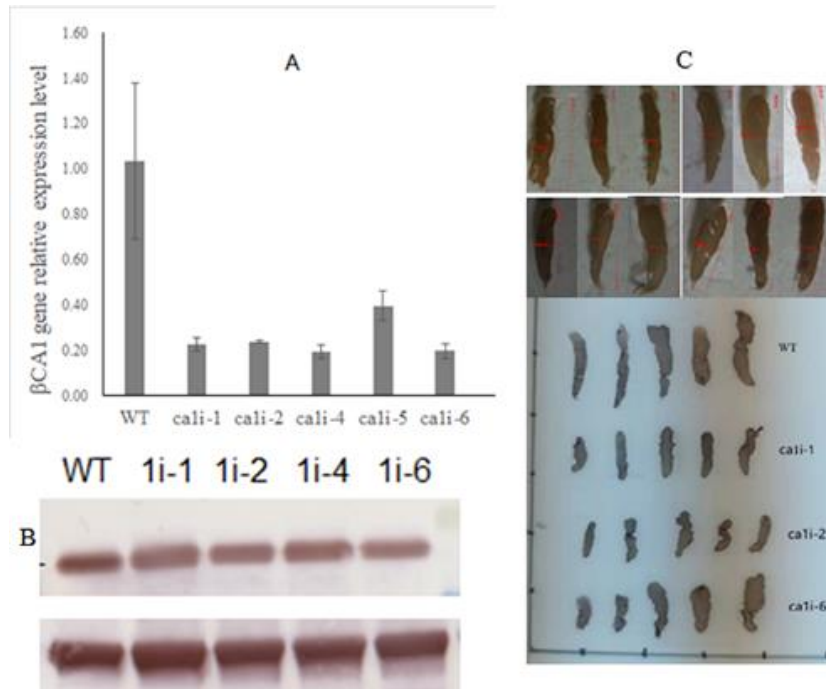 A
βCA1 gene relative expression level
1.60
1.40
1.20
1.00
0.80
0.60
0.40
0.20
0.00
WT ca1i-1 ca1i-2 ca1i-4 ca1i-5 ca1i-6
WT 1i-1 1i-2 1i-4 1i-6
B
C
WT
ca1i-1
ca1i-2
ca1i-6